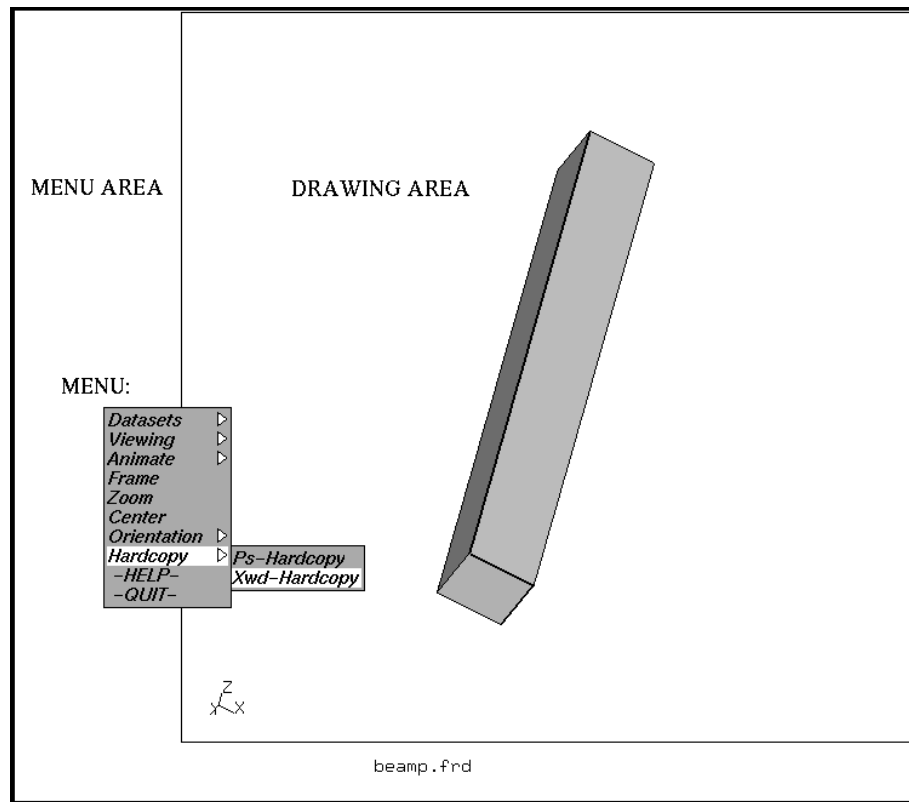 MENU AREA
DRAWING AREA
MENU:
Datasets
Viewing
Animate
Frame
Zoom
Center
Orientation
Hardcopy
Ps-Hardcopy
Xwd-Hardcopy
-HELP-
-QUIT-
Z
Y
X
beamp.frd